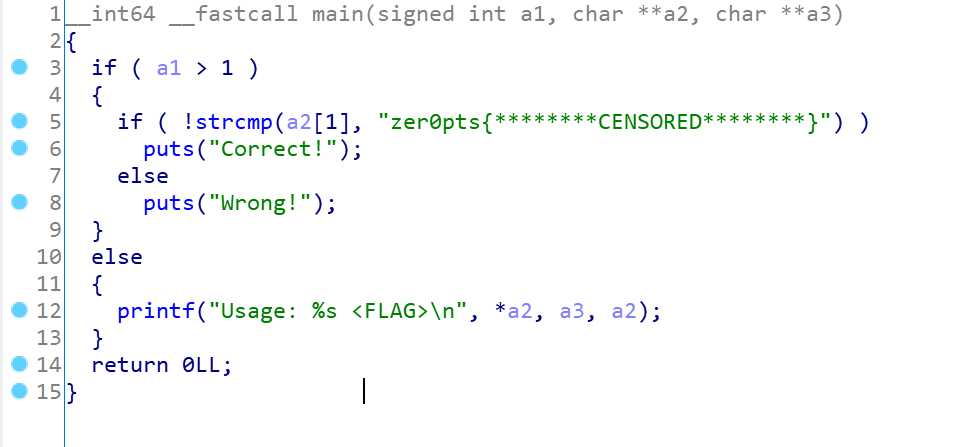 1 __int64 __fastcall main(signed int a1, char **a2, char **a3)
2 {
3 if ( a1 > 1 )
4 {
5 if ( !strcmp(a2[1], "zer0pts{********CENSORED********}") )
6 puts("Correct!");
7 else
8 puts("Wrong!");
9 }
10 else
11 {
12 printf("Usage: %s <FLAG>\n", *a2, a3, a2);
13 }
14 return 0LL;
15 }